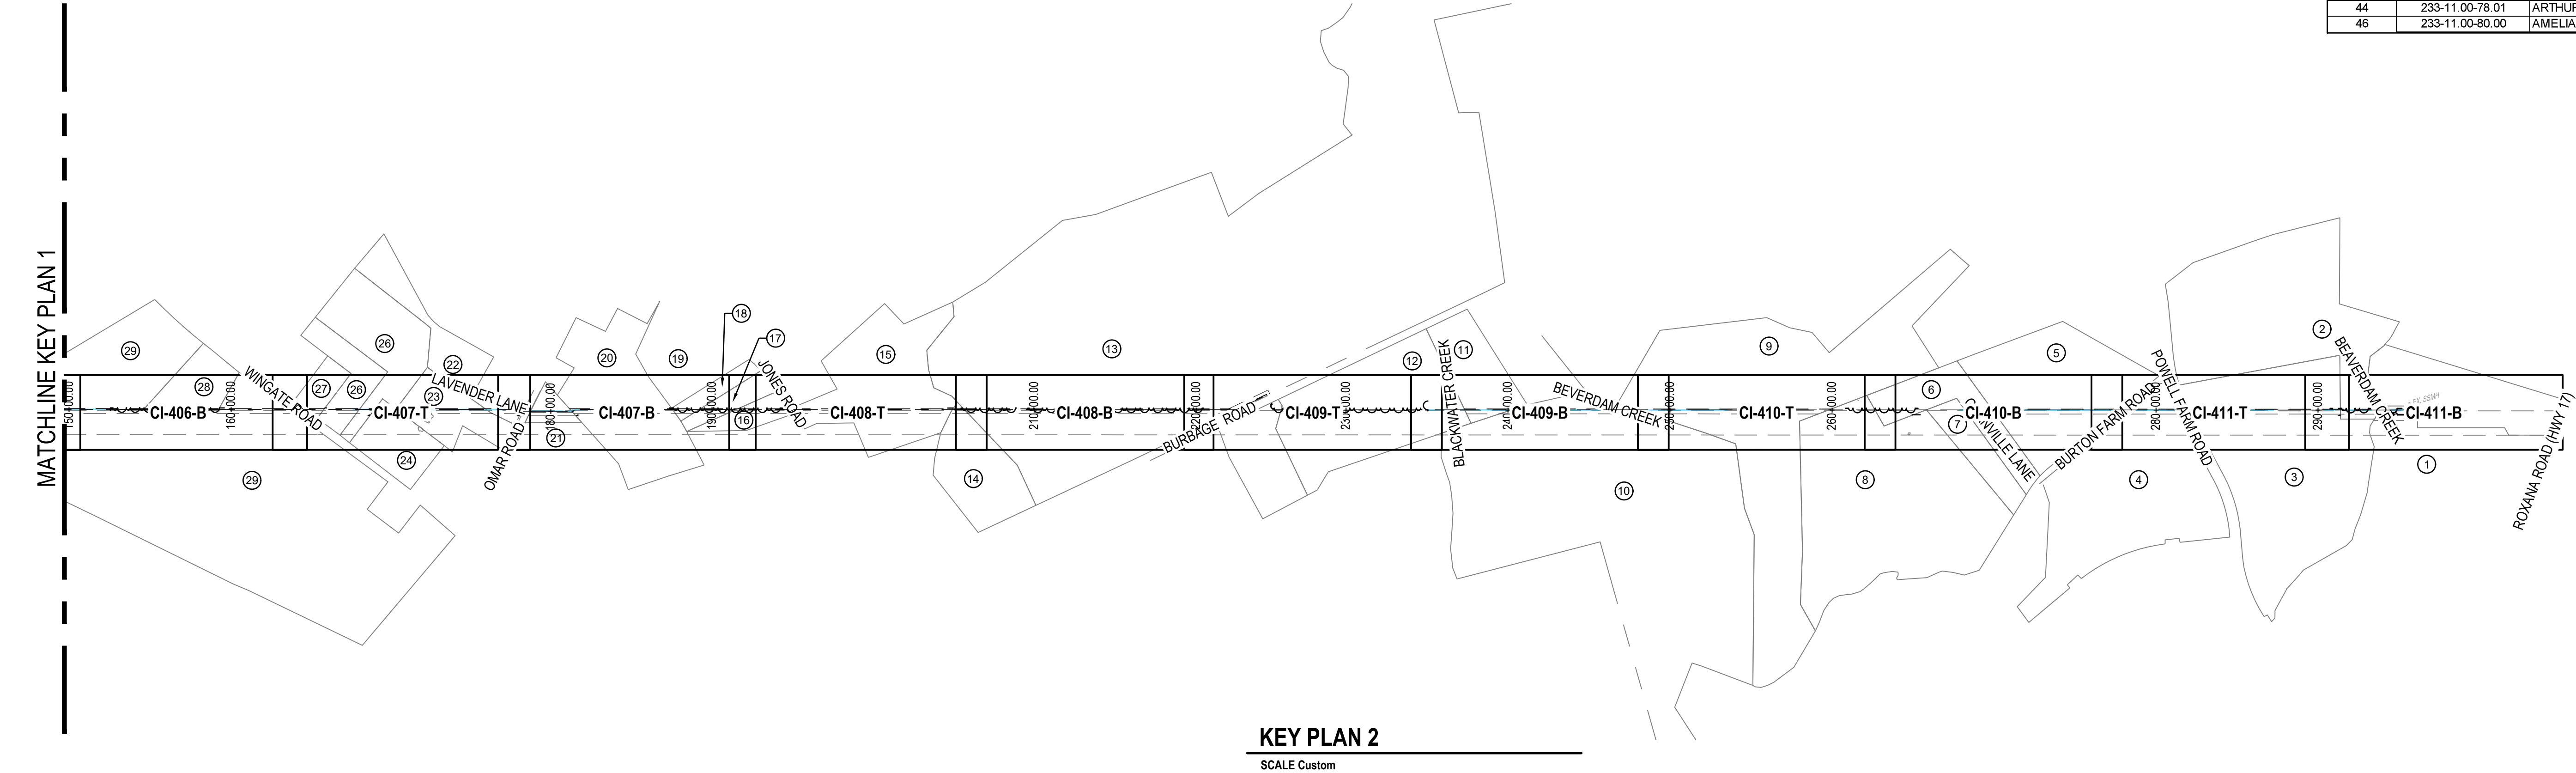 44 233-11.00-78.01 ARTHUR
46 233-11.00-80.00 AMELIA
MATCHLINE KEY PLAN 1
29
28
WINGATE ROAD
27
26
26
22
23
LAVENDER LANE
24
29
OMAR ROAD
21
20
19
18
17
16
JONES ROAD
15
14
13
BURBAGE ROAD
12
11
BLACKWATER CREEK
10
BEVERDAM CREEK
9
8
7
6
5
BURTON FARM ROAD
POWELL FARM ROAD
4
3
2
BEAVERDAM CREEK
1
ROXANA ROAD (HWY 17)
EX. SSMH
160+00.00
180+00.00
190+00.00
210+00.00
220+00.00
230+00.00
240+00.00
260+00.00
280+00.00
290+00.00
CI-406-B
CI-407-T
CI-407-B
CI-408-T
CI-408-B
CI-409-T
CI-409-B
CI-410-T
CI-410-B
CI-411-T
CI-411-B
KEY PLAN 2
SCALE Custom